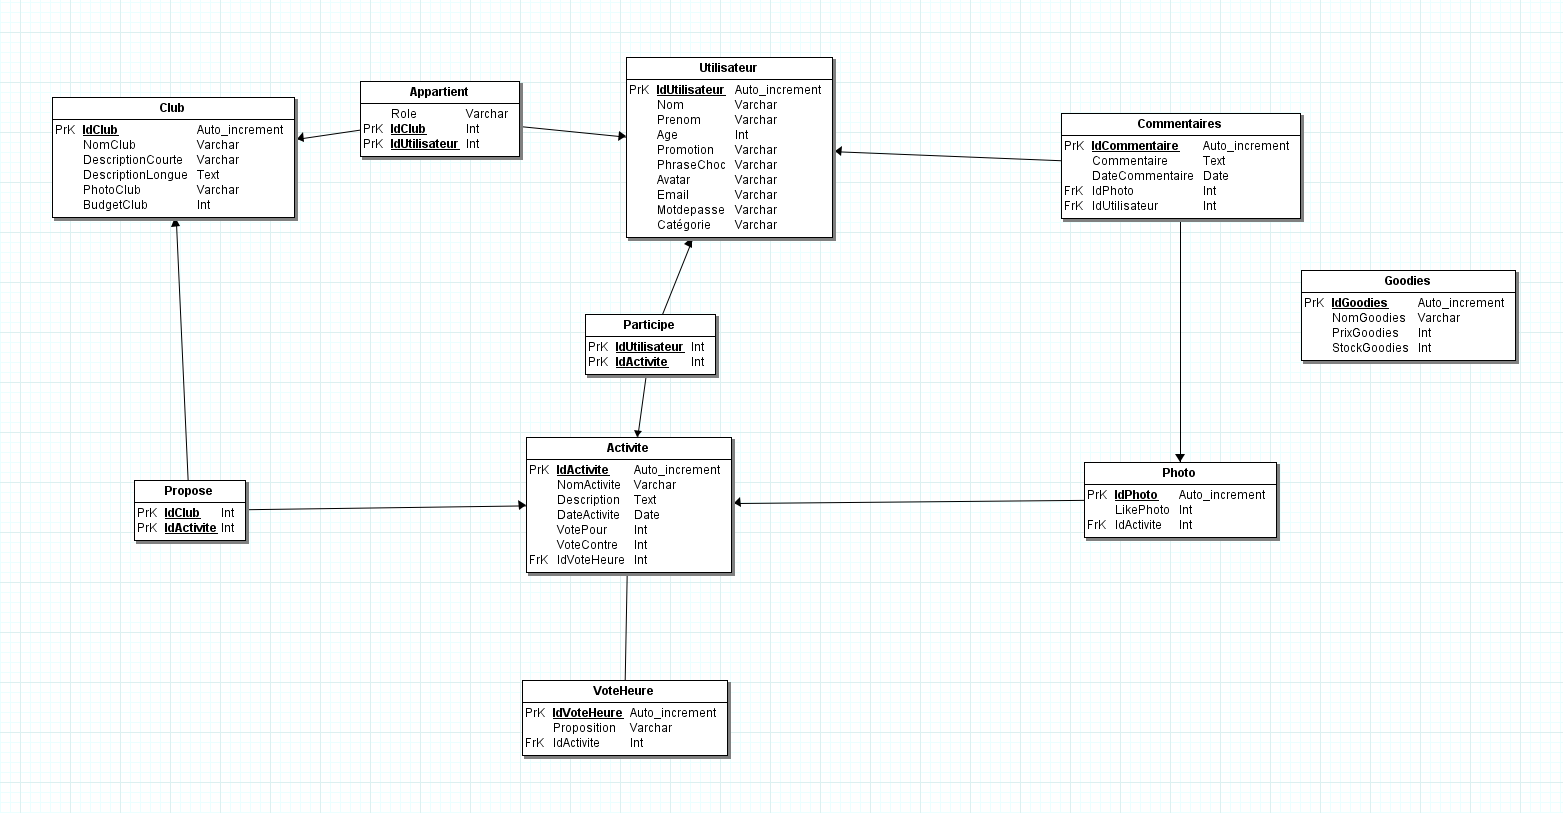 Club
PrK IdClub Auto_increment
NomClub Varchar
DescriptionCourte Varchar
DescriptionLongue Text
PhotoClub Varchar
BudgetClub Int
Appartient
Role Varchar
PrK IdClub Int
PrK IdUtilisateur Int
Utilisateur
PrK IdUtilisateur Auto_increment
Nom Varchar
Prenom Varchar
Age Int
Promotion Varchar
PhraseChoc Varchar
Avatar Varchar
Email Varchar
Motdepasse Varchar
Catégorie Varchar
Commentaires
PrK IdCommentaire Auto_increment
Commentaire Text
DateCommentaire Date
FrK IdPhoto Int
FrK IdUtilisateur Int
Goodies
PrK IdGoodies Auto_increment
NomGoodies Varchar
PrixGoodies Int
StockGoodies Int
Participe
PrK IdUtilisateur Int
PrK IdActivite Int
Propose
PrK IdClub Int
PrK IdActivite Int
Activite
PrK IdActivite Auto_increment
NomActivite Varchar
Description Text
DateActivite Date
VotePour Int
VoteContre Int
FrK IdVoteHeure Int
Photo
PrK IdPhoto Auto_increment
LikePhoto Int
FrK IdActivite Int
VoteHeure
PrK IdVoteHeure Auto_increment
Proposition Varchar
FrK IdActivite Int